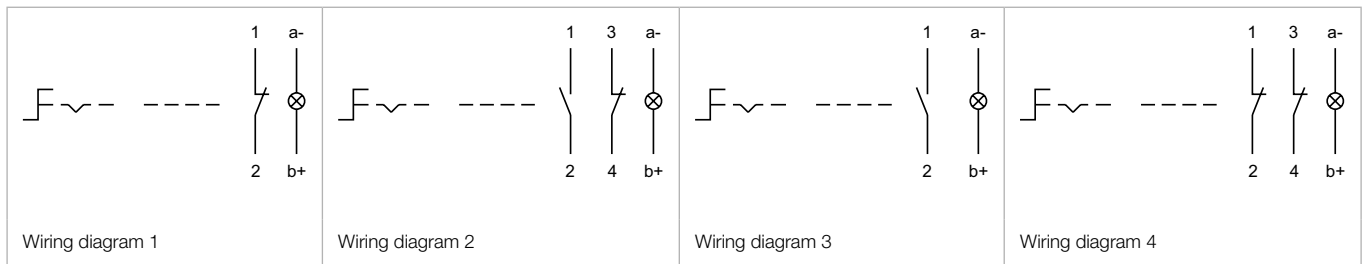 1 a-
2 b+
Wiring diagram 1
1 3 a-
2 4 b+
Wiring diagram 2
1 a-
2 b+
Wiring diagram 3
1 3 a-
2 4 b+
Wiring diagram 4